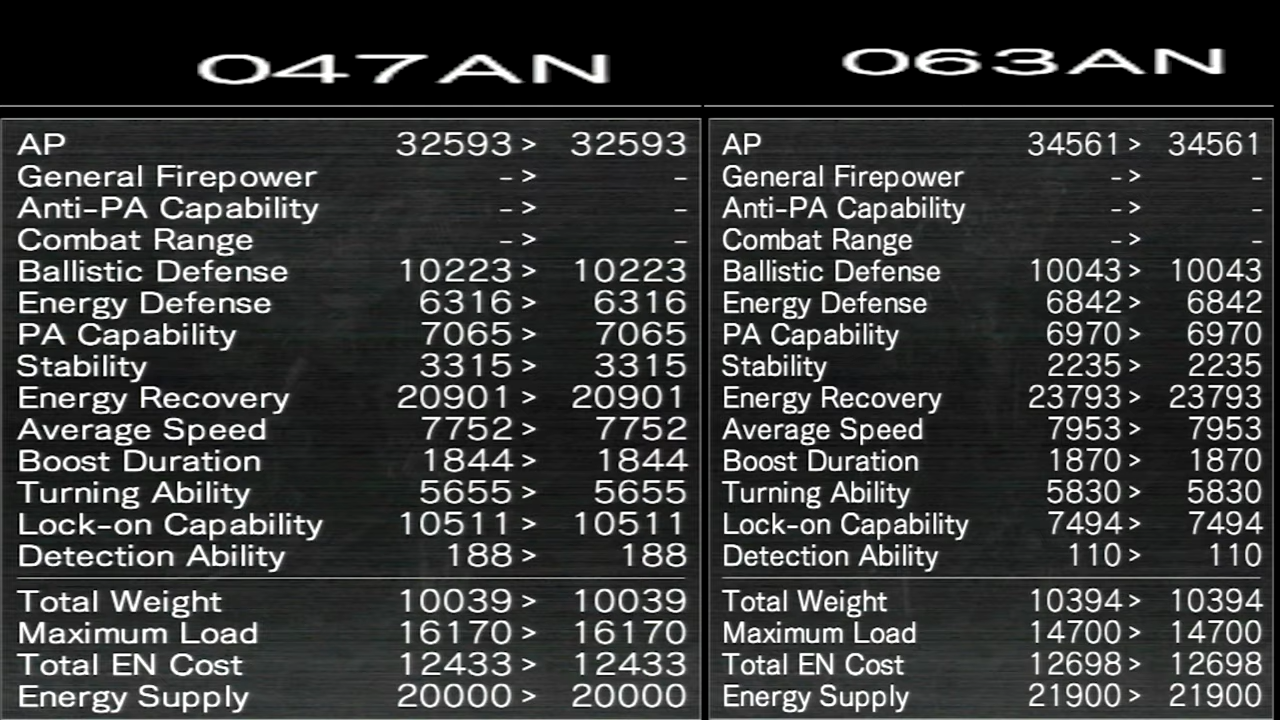 047AN
AP 32593 > 32593
General Firepower – > –
Anti-PA Capability – > –
Combat Range – > –
Ballistic Defense 10223 > 10223
Energy Defense 6316 > 6316
PA Capability 7065 > 7065
Stability 3315 > 3315
Energy Recovery 20901 > 20901
Average Speed 7752 > 7752
Boost Duration 1844 > 1844
Turning Ability 5655 > 5655
Lock-on Capability 10511 > 10511
Detection Ability 188 > 188
Total Weight 10039 > 10039
Maximum Load 16170 > 16170
Total EN Cost 12433 > 12433
Energy Supply 20000 > 20000
063AN
AP 34561 > 34561
General Firepower – > –
Anti-PA Capability – > –
Combat Range – > –
Ballistic Defense 10043 > 10043
Energy Defense 6842 > 6842
PA Capability 6970 > 6970
Stability 2235 > 2235
Energy Recovery 23793 > 23793
Average Speed 7953 > 7953
Boost Duration 1870 > 1870
Turning Ability 5830 > 5830
Lock-on Capability 7494 > 7494
Detection Ability 110 > 110
Total Weight 10394 > 10394
Maximum Load 14700 > 14700
Total EN Cost 12698 > 12698
Energy Supply 21900 > 21900